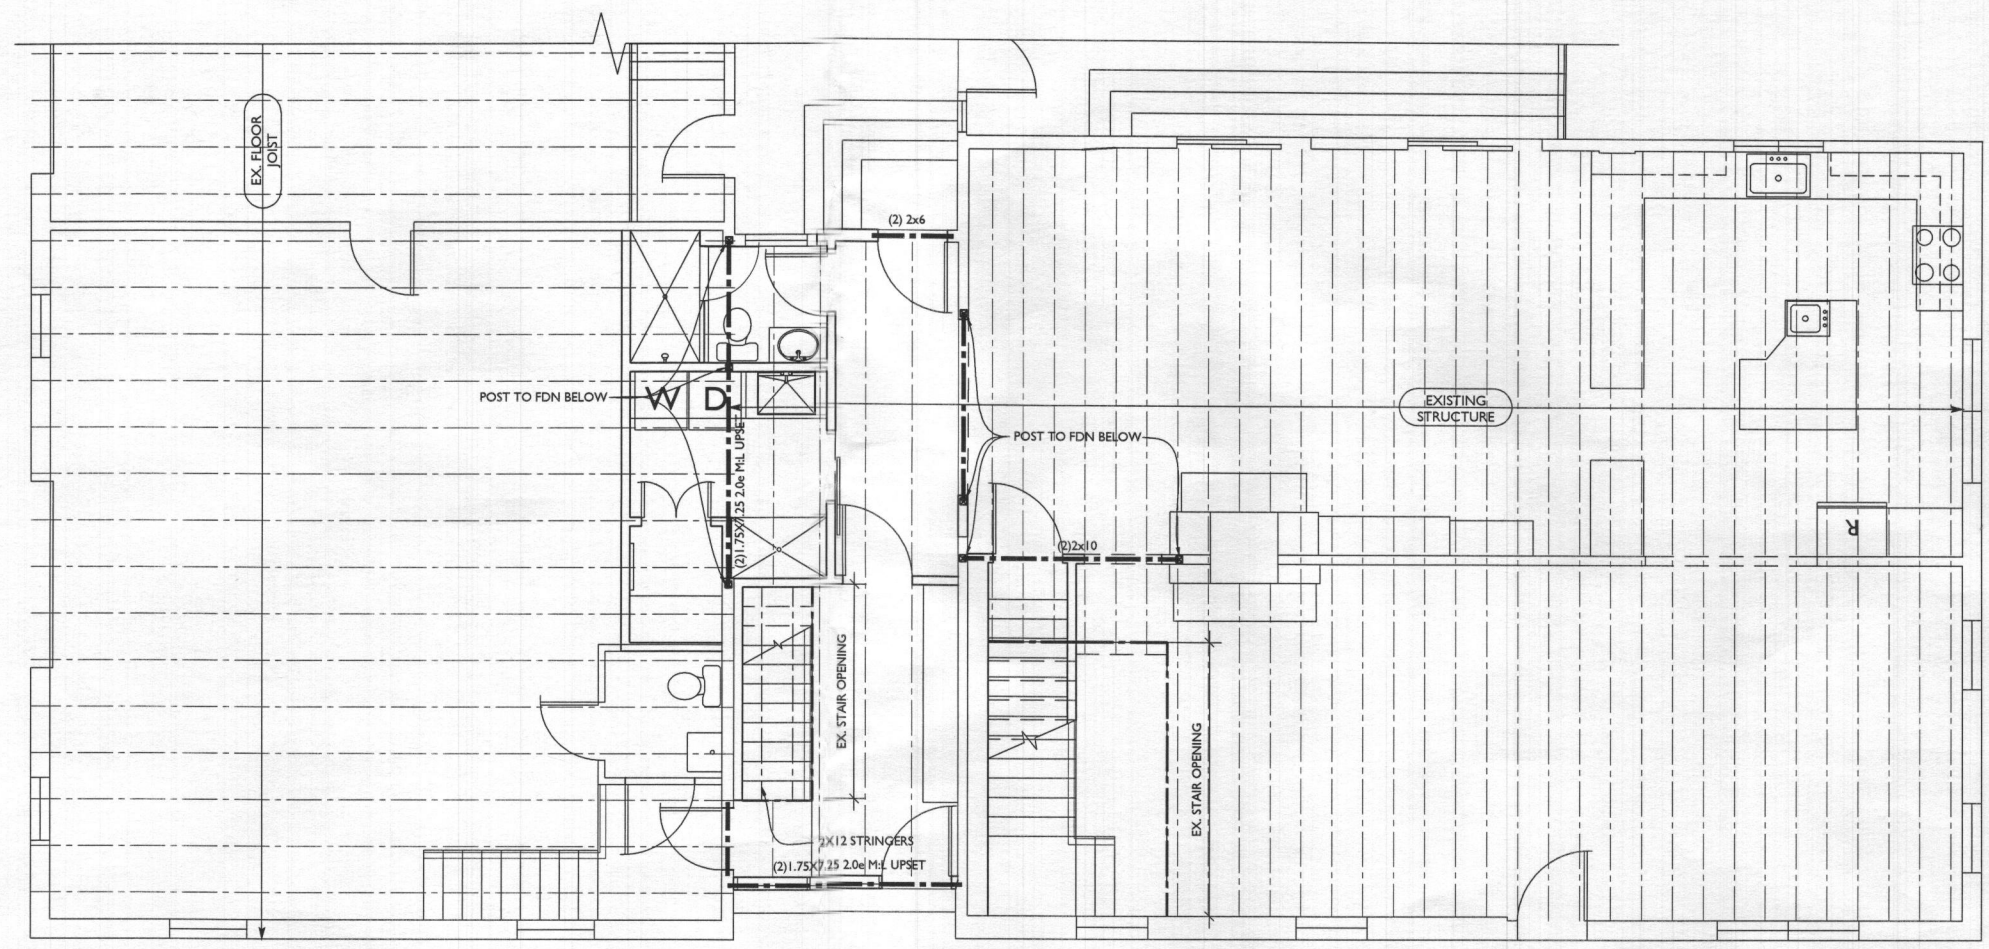 EX. FLOOR
JOIST
(2) 2x6
POST TO FDN BELOW
W
D
(2)1.75X7.25 2.0e M:L UPSE
EXISTING
STRUCTURE
POST TO FDN BELOW
(2)2x10
R
EX. STAIR OPENING
EX. STAIR OPENING
2X12 STRINGERS
(2)1.75X7.25 2.0e M:L UPSET